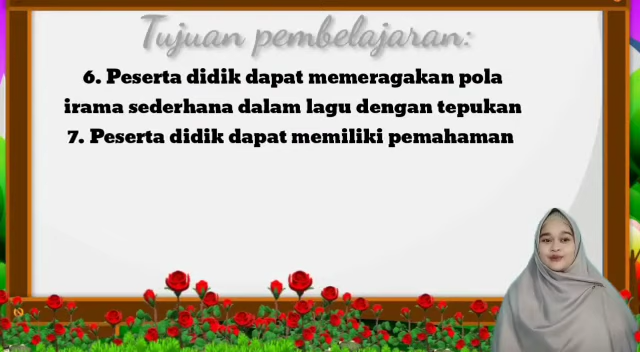 Tujuan pembelajaran:
6. Peserta didik dapat memeragakan pola
irama sederhana dalam lagu dengan tepukan
7. Peserta didik dapat memiliki pemahaman